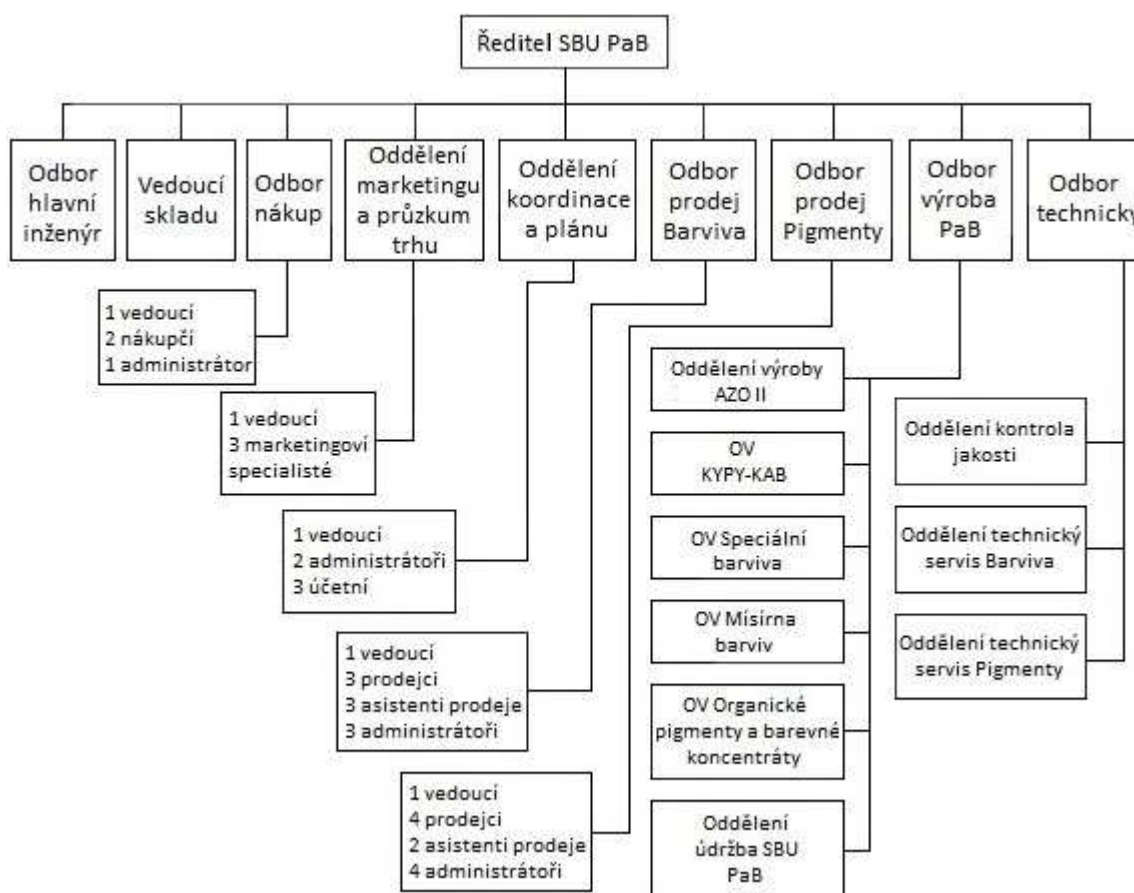 Ředitel SBU PaB
Odbor
hlavní
inženýr
Vedoucí
skladu
Odbor
nákup
Oddělení
marketingu
a průzkum
trhu
Oddělení
koordinace
a plánu
Odbor
prodej
Barviva
Odbor
prodej
Pigmenty
Odbor
výroba
PaB
Odbor
technický
1 vedoucí
2 nákupčí
1 administrátor
1 vedoucí
3 marketingoví
specialisté
1 vedoucí
2 administrátoři
3 účetní
1 vedoucí
3 prodejci
3 asistenti prodeje
3 administrátoři
1 vedoucí
4 prodejci
2 asistenti prodeje
4 administrátoři
Oddělení výroby
AZO II
OV
KYPY-KAB
OV Speciální
barviva
OV Mísírna
barviv
OV Organické
pigmenty a barevné
koncentráty
Oddělení
údržba SBU
PaB
Oddělení kontrola
jakosti
Oddělení technický
servis Barviva
Oddělení technický
servis Pigmenty